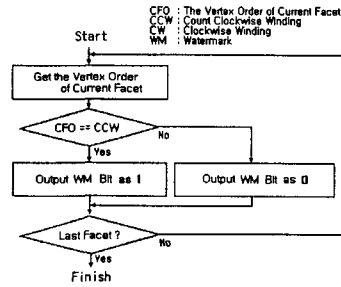 CFO : The Vertex Order of Current Facet
CCW : Count Clockwise Winding
CW : Clockwise Winding
WM : Watermark
Start
Get the Vertex Order
of Current Facet
CFO == CCW
No
Yes
Output WM Bit as 1
Output WM Bit as 0
Last Facet ?
No
Yes
Finish